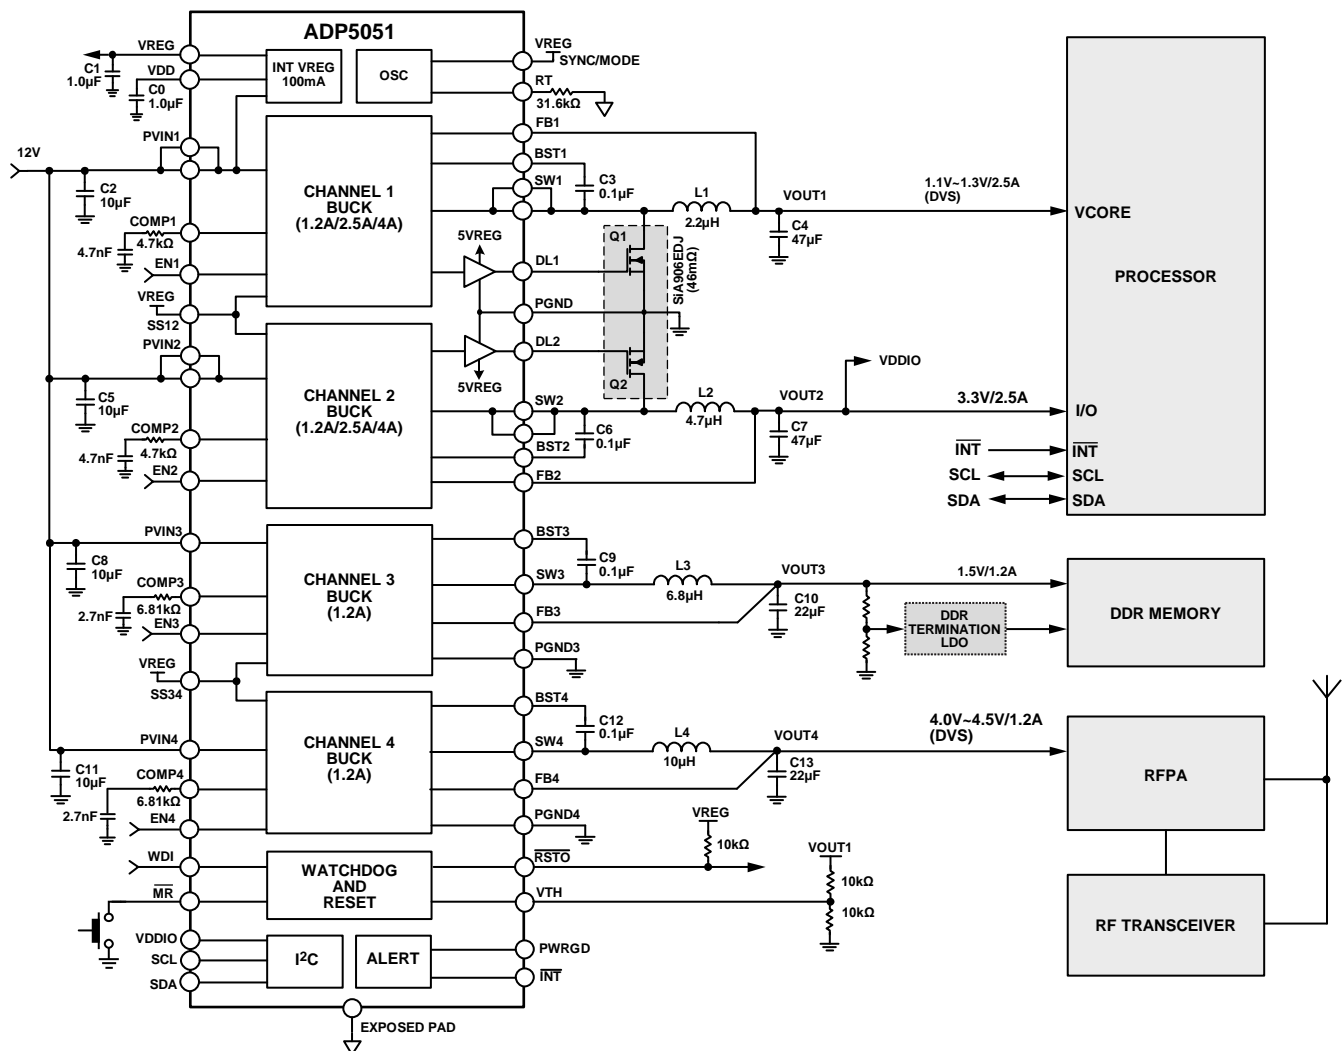 ADP5051
VREG
C1
1.0µF
VDD
C0
1.0µF
INT VREG
100mA
OSC
VREG
SYNC/MODE
RT
31.6kΩ
12V
PVIN1
C2
10µF
COMP1
4.7kΩ
4.7nF
EN1
VREG
SS12
CHANNEL 1
BUCK
(1.2A/2.5A/4A)
FB1
BST1
SW1
C3
0.1µF
L1
2.2µH
VOUT1
C4
47µF
1.1V~1.3V/2.5A
(DVS)
VCORE
PROCESSOR
5VREG
DL1
PGND
DL2
5VREG
Q1
Q2
SiA906EDJ
(46mΩ)
PVIN2
C5
10µF
COMP2
4.7kΩ
4.7nF
EN2
CHANNEL 2
BUCK
(1.2A/2.5A/4A)
SW2
BST2
FB2
C6
0.1µF
L2
4.7µH
VOUT2
C7
47µF
VDDIO
3.3V/2.5A
I/O
INT
INT
SCL
SCL
SDA
SDA
PVIN3
C8
10µF
COMP3
6.81kΩ
2.7nF
EN3
VREG
SS34
CHANNEL 3
BUCK
(1.2A)
BST3
SW3
FB3
PGND3
C9
0.1µF
L3
6.8µH
VOUT3
C10
22µF
1.5V/1.2A
DDR
TERMINATION
LDO
DDR MEMORY
PVIN4
C11
10µF
COMP4
6.81kΩ
2.7nF
EN4
CHANNEL 4
BUCK
(1.2A)
BST4
SW4
FB4
PGND4
C12
0.1µF
L4
10µH
VOUT4
C13
22µF
4.0V~4.5V/1.2A
(DVS)
RFPA
RF TRANSCEIVER
WDI
MR
WATCHDOG
AND
RESET
RSTO
VTH
VREG
10kΩ
VOUT1
10kΩ
10kΩ
VDDIO
SCL
SDA
I²C
ALERT
PWRGD
INT
EXPOSED PAD